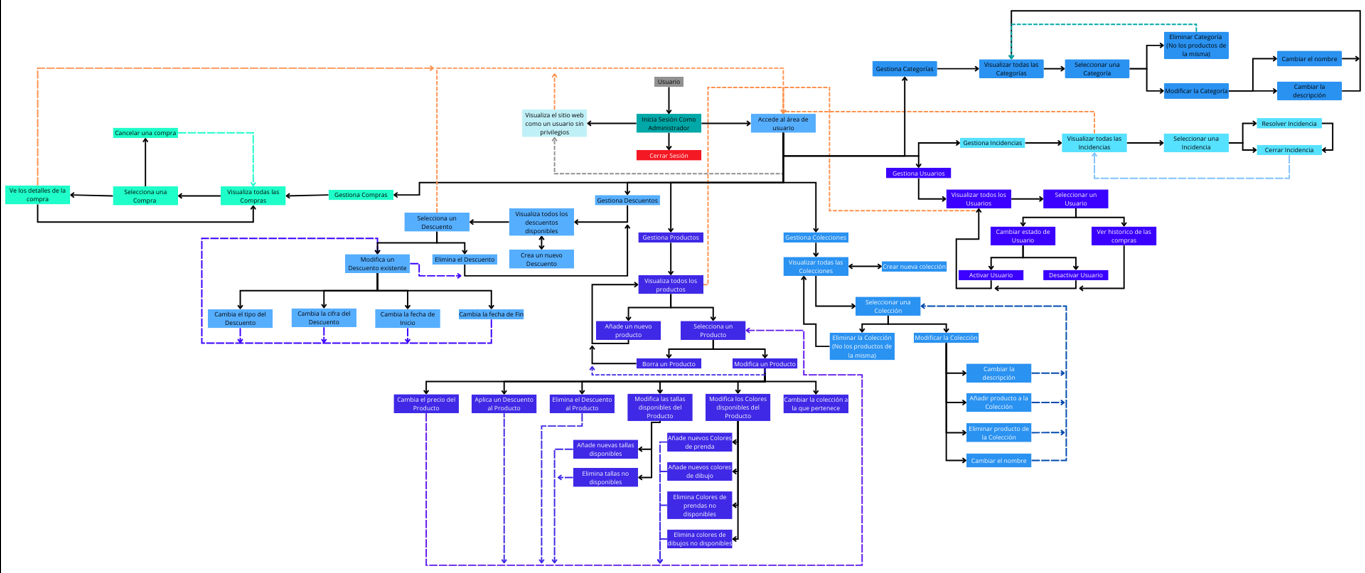 Usuario
Inicia Sesión Como
Administrador
Cerrar Sesión
Visualiza el sitio web
como un usuario sin
privilegios
Accede al área de
usuario
Gestiona Categorías
Visualizar todas las
Categorías
Seleccionar una
Categoría
Eliminar Categoría
(No los productos de
la misma)
Modificar la Categoría
Cambiar el nombre
Cambiar la
descripción
Gestiona Incidencias
Visualizar todas las
Incidencias
Seleccionar una
Incidencia
Resolver Incidencia
Cerrar Incidencia
Gestiona Usuarios
Visualizar todos los
Usuarios
Seleccionar un
Usuario
Cambiar estado de
Usuario
Ver historico de las
compras
Activar Usuario
Desactivar Usuario
Cancelar una compra
Ve los detalles de la
compra
Selecciona una
Compra
Visualiza todas las
Compras
Gestiona Compras
Gestiona Descuentos
Selecciona un
Descuento
Visualiza todos los
descuentos
disponibles
Crea un nuevo
Descuento
Modifica un
Descuento existente
Elimina el Descuento
Cambia el tipo del
Descuento
Cambia la cifra del
Descuento
Cambia la fecha de
Inicio
Cambia la fecha de Fin
Gestiona Productos
Visualiza todos los
productos
Añade un nuevo
producto
Selecciona un
Producto
Borra un Producto
Modifica un Producto
Cambia el precio del
Producto
Aplica un Descuento
al Producto
Elimina el Descuento
al Producto
Modifica las tallas
disponibles del
Producto
Modifica los Colores
disponibles del
Producto
Cambiar la colección a
la que pertenece
Añade nuevas tallas
disponibles
Elimina tallas no
disponibles
Añade nuevos Colores
de prenda
Añade nuevos colores
de dibujo
Elimina Colores de
prendas no
disponibles
Elimina colores de
dibujos no disponibles
Gestiona Colecciones
Visualizar todas las
Colecciones
Crear nueva colección
Seleccionar una
Colección
Eliminar la Colección
(No los productos de
la misma)
Modificar la Colección
Cambiar la
descripción
Añadir producto a la
Colección
Eliminar producto de
la Colección
Cambiar el nombre